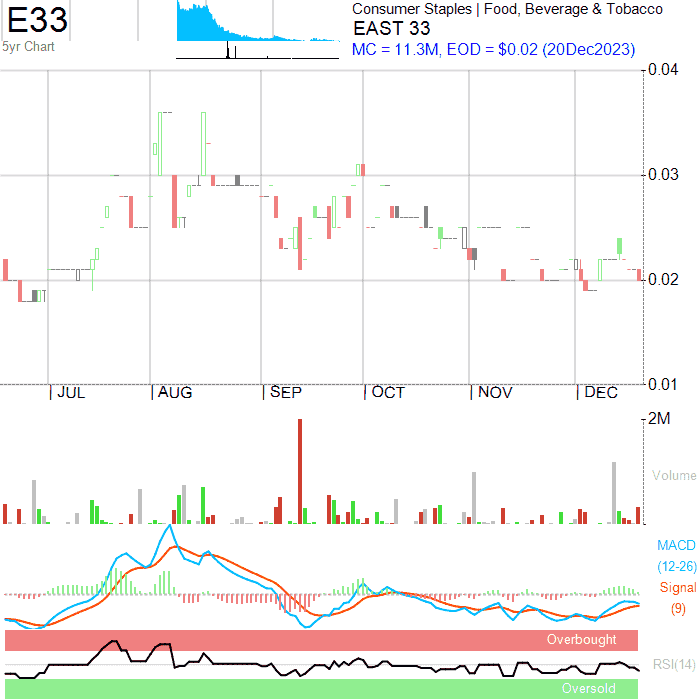 E33
5yr Chart
Consumer Staples | Food, Beverage & Tobacco
EAST 33
MC = 11.3M, EOD = $0.02 (20Dec2023)
0.04
0.03
0.02
0.01
JUL AUG SEP OCT NOV DEC
2M
Volume
MACD
(12-26)
Signal
(9)
Overbought
RSI(14)
Oversold